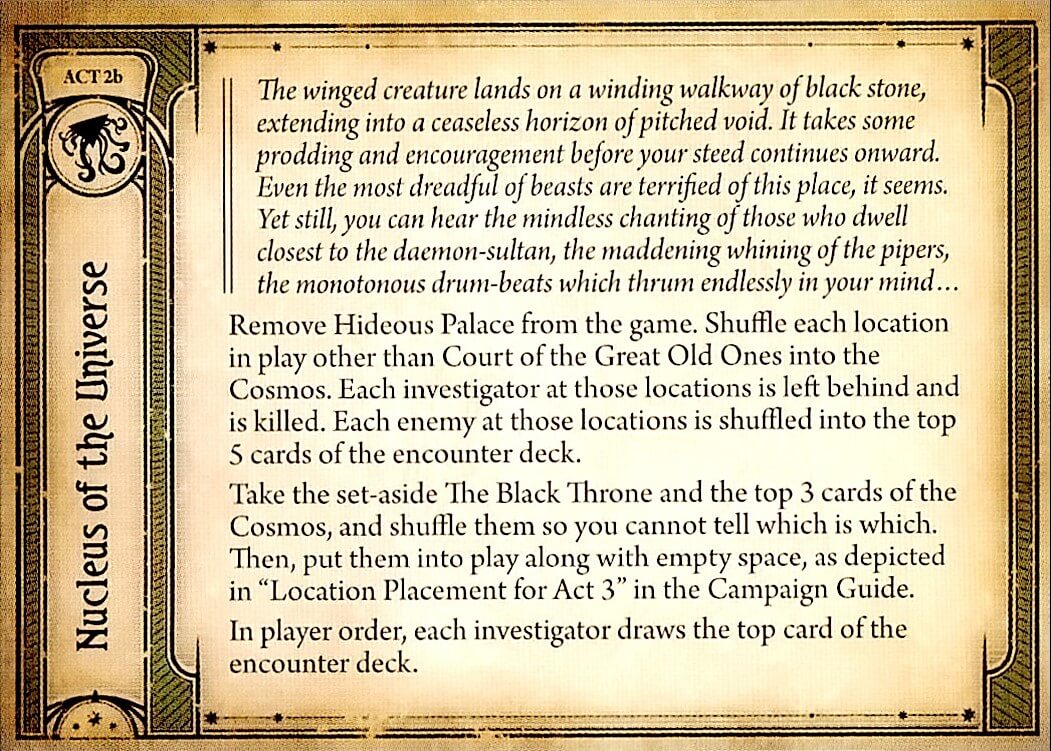 ACT 2b
Nucleus of the Universe
The winged creature lands on a winding walkway of black stone,
extending into a ceaseless horizon of pitched void. It takes some
prodding and encouragement before your steed continues onward.
Even the most dreadful of beasts are terrified of this place, it seems.
Yet still, you can hear the mindless chanting of those who dwell
closest to the daemon-sultan, the maddening whining of the pipers,
the monotonous drum-beats which thrum endlessly in your mind…
Remove Hideous Palace from the game. Shuffle each location
in play other than Court of the Great Old Ones into the
Cosmos. Each investigator at those locations is left behind and
is killed. Each enemy at those locations is shuffled into the top
5 cards of the encounter deck.
Take the set-aside The Black Throne and the top 3 cards of the
Cosmos, and shuffle them so you cannot tell which is which.
Then, put them into play along with empty space, as depicted
in “Location Placement for Act 3” in the Campaign Guide.
In player order, each investigator draws the top card of the
encounter deck.